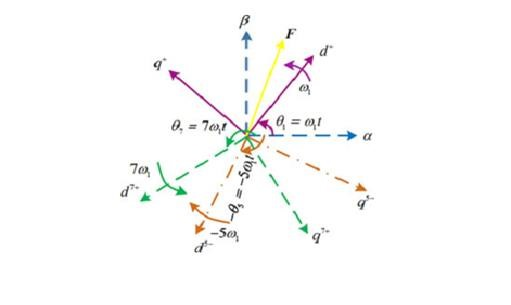 β
F
d⁺
q⁺
ω₁
θ₇ = 7ω₁t
θ₁ = ω₁t
α
7ω₁
d⁷⁺
−θ₅ = −5ω₁t
q⁵⁻
−5ω₁
d⁵⁻
q⁷⁺